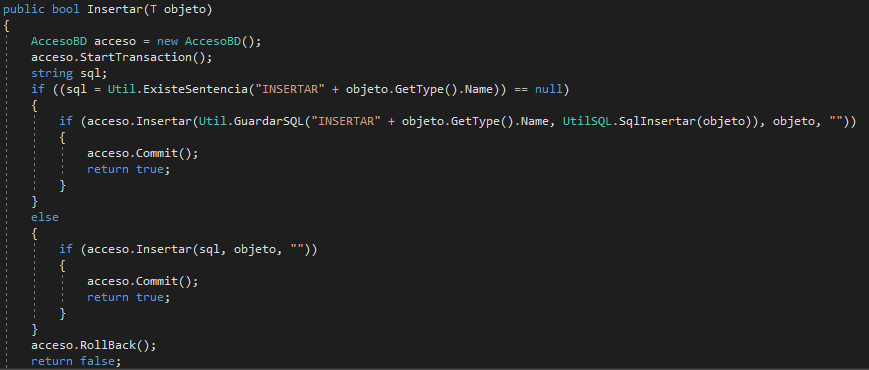 public bool Insertar(T objeto)
{
AccesoBD acceso = new AccesoBD();
acceso.StartTransaction();
string sql;
if ((sql = Util.ExisteSentencia("INSERTAR" + objeto.GetType().Name)) == null)
{
if (acceso.Insertar(Util.GuardarSQL("INSERTAR" + objeto.GetType().Name, UtilSQL.SqlInsertar(objeto)), objeto, ""))
{
acceso.Commit();
return true;
}
}
else
{
if (acceso.Insertar(sql, objeto, ""))
{
acceso.Commit();
return true;
}
}
acceso.RollBack();
return false;